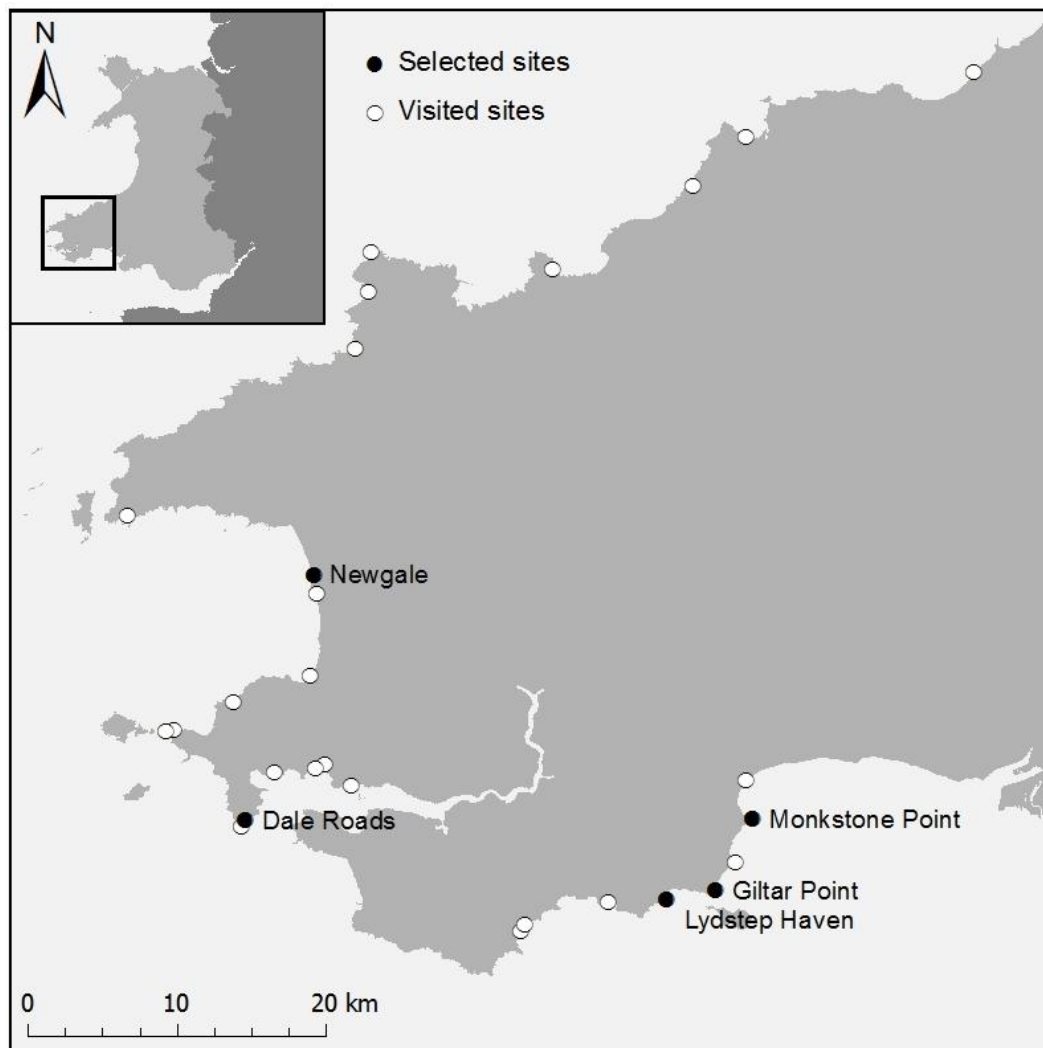 N
Selected sites
Visited sites
Newgale
Dale Roads
Monkstone Point
Giltar Point
Lydstep Haven
0 10 20 km